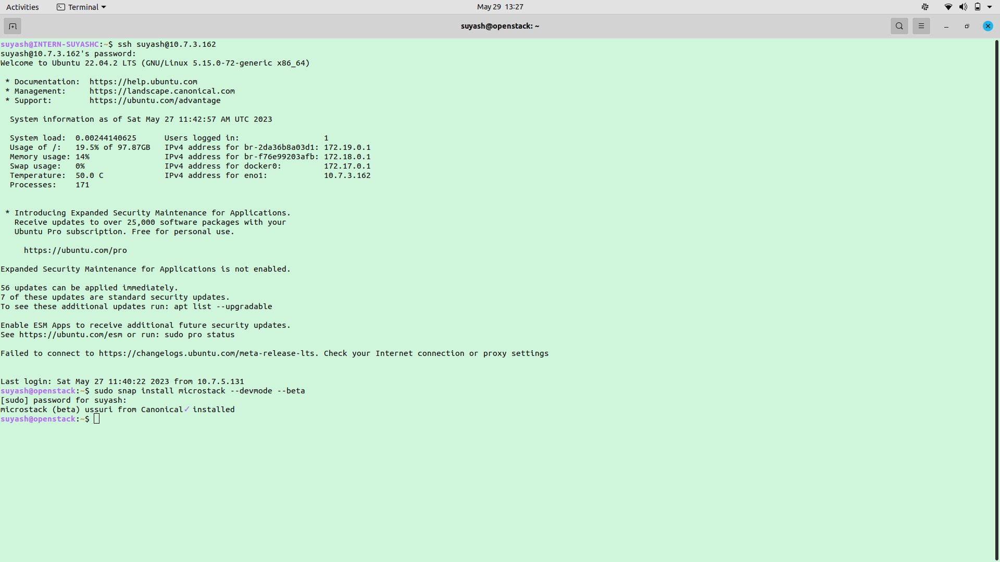 Activities
Terminal
May 29 13:27
suyash@openstack: ~
suyash@INTERN-SUYASHC:~$ ssh suyash@10.7.3.162
suyash@10.7.3.162's password:
Welcome to Ubuntu 22.04.2 LTS (GNU/Linux 5.15.0-72-generic x86_64)
* Documentation:  https://help.ubuntu.com
* Management:     https://landscape.canonical.com
* Support:        https://ubuntu.com/advantage
System information as of Sat May 27 11:42:57 AM UTC 2023
System load:  0.00244140625      Users logged in:                  1
Usage of /:   19.5% of 97.87GB   IPv4 address for br-2da36b8a03d1: 172.19.0.1
Memory usage: 14%                IPv4 address for br-f76e99203afb: 172.18.0.1
Swap usage:   0%                 IPv4 address for docker0:         172.17.0.1
Temperature:  50.0 C             IPv4 address for eno1:            10.7.3.162
Processes:    171
* Introducing Expanded Security Maintenance for Applications.
Receive updates to over 25,000 software packages with your
Ubuntu Pro subscription. Free for personal use.
https://ubuntu.com/pro
Expanded Security Maintenance for Applications is not enabled.
56 updates can be applied immediately.
7 of these updates are standard security updates.
To see these additional updates run: apt list --upgradable
Enable ESM Apps to receive additional future security updates.
See https://ubuntu.com/esm or run: sudo pro status
Failed to connect to https://changelogs.ubuntu.com/meta-release-lts. Check your Internet connection or proxy settings
Last login: Sat May 27 11:40:22 2023 from 10.7.5.131
suyash@openstack:~$ sudo snap install microstack --devmode --beta
[sudo] password for suyash:
microstack (beta) ussuri from Canonical✓ installed
suyash@openstack:~$